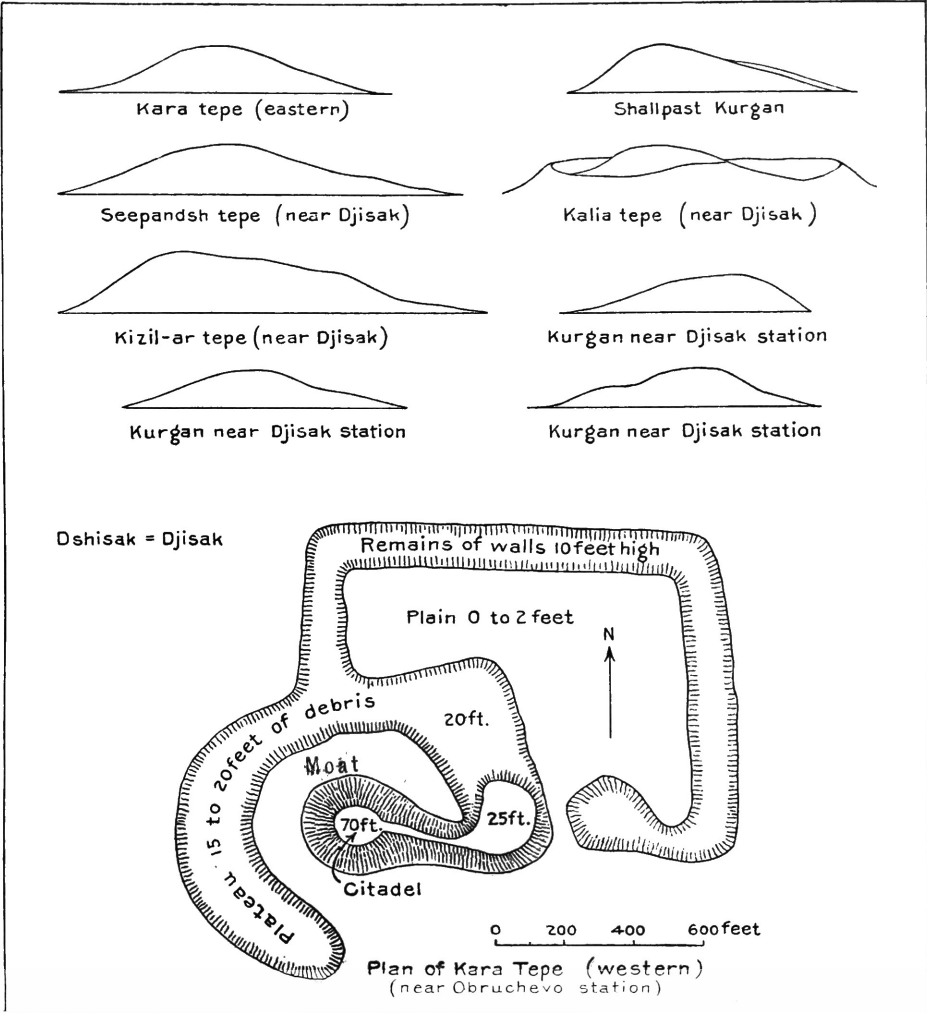 Kara tepe (eastern)
Shallpast Kurgan
Seepandsh tepe (near Djisak)
Kalia tepe (near Djisak)
Kizil-ar tepe (near Djisak)
Kurgan near Djisak station
Kurgan near Djisak station
Kurgan near Djisak station
Dshisak = Djisak
Remains of walls 10 feet high
Plain 0 to 2 feet
N
Plateau 15 to 20 feet of debris
20ft.
Moat
70ft.
25ft.
Citadel
0 200 400 600 feet
Plan of Kara Tepe (western)
(near Obruchevo station)